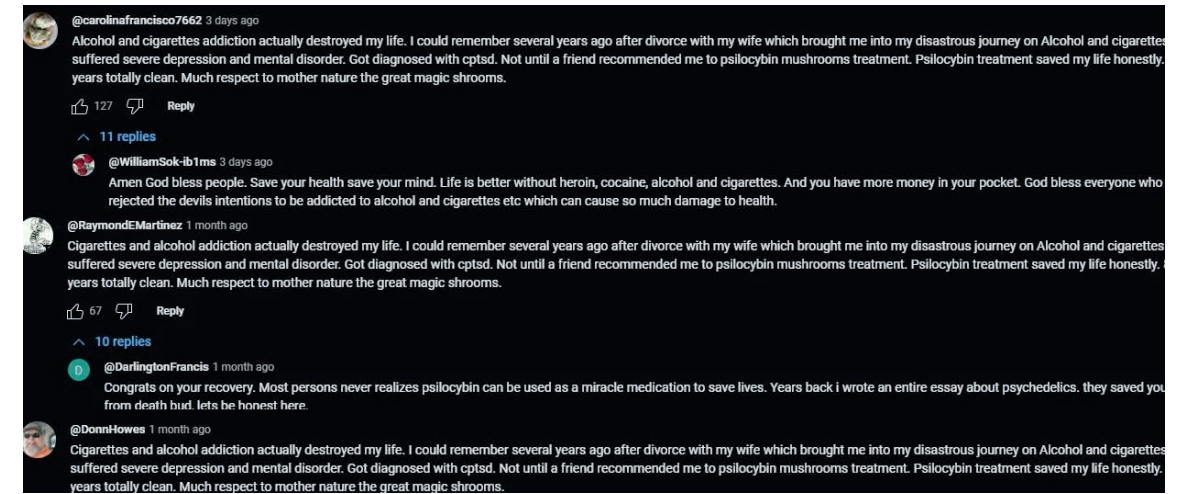 @carolinafrancisco7662 3 days ago
Alcohol and cigarettes addiction actually destroyed my life. I could remember several years ago after divorce with my wife which brought me into my disastrous journey on Alcohol and cigarettes
suffered severe depression and mental disorder. Got diagnosed with cptsd. Not until a friend recommended me to psilocybin mushrooms treatment. Psilocybin treatment saved my life honestly.
years totally clean. Much respect to mother nature the great magic shrooms.
127 Reply
11 replies
@WilliamSok-ib1ms 3 days ago
Amen God bless people. Save your health save your mind. Life is better without heroin, cocaine, alcohol and cigarettes. And you have more money in your pocket. God bless everyone who
rejected the devils intentions to be addicted to alcohol and cigarettes etc which can cause so much damage to health.
@RaymondEMartinez 1 month ago
Cigarettes and alcohol addiction actually destroyed my life. I could remember several years ago after divorce with my wife which brought me into my disastrous journey on Alcohol and cigarettes
suffered severe depression and mental disorder. Got diagnosed with cptsd. Not until a friend recommended me to psilocybin mushrooms treatment. Psilocybin treatment saved my life honestly.
years totally clean. Much respect to mother nature the great magic shrooms.
67 Reply
10 replies
D
@DarlingtonFrancis 1 month ago
Congrats on your recovery. Most persons never realizes psilocybin can be used as a miracle medication to save lives. Years back i wrote an entire essay about psychedelics. they saved you
from death bud. lets be honest here.
@DonnHowes 1 month ago
Cigarettes and alcohol addiction actually destroyed my life. I could remember several years ago after divorce with my wife which brought me into my disastrous journey on Alcohol and cigarettes
suffered severe depression and mental disorder. Got diagnosed with cptsd. Not until a friend recommended me to psilocybin mushrooms treatment. Psilocybin treatment saved my life honestly.
years totally clean. Much respect to mother nature the great magic shrooms.